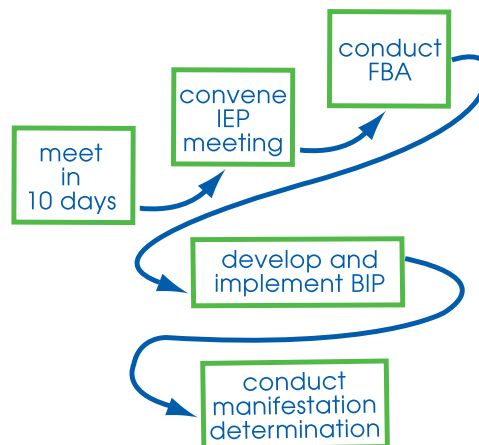 meet
in
10 days
convene
IEP
meeting
conduct
FBA
develop and
implement BIP
conduct
manifestation
determination